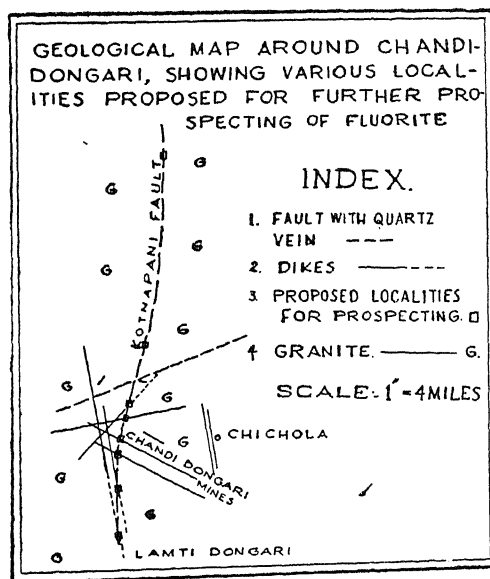 GEOLOGICAL MAP AROUND CHANDI-
DONGARI, SHOWING VARIOUS LOCAL-
ITIES PROPOSED FOR FURTHER PRO-
SPECTING OF FLUORITE
INDEX.
1. FAULT WITH QUARTZ
VEIN
2. DIKES
3. PROPOSED LOCALITIES
FOR PROSPECTING.
4 GRANITE. G.
SCALE:- 1"=4 MILES
KOTNAPANI FAULT
G
G
G
G
G
G
G
G
G
G
G
CHICHOLA
CHANDI DONGARI
MINES
LAMTI DONGARI